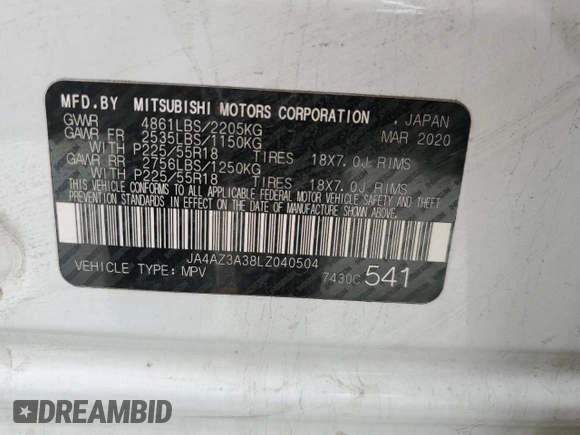 MFD.BY MITSUBISHI MOTORS CORPORATION , JAPAN
GVWR 4861LBS/2205KG MAR 2020
GAWR FR 2535LBS/1150KG
WITH P225/55R18 TIRES 18X7.0J RIMS
GAWR RR 2756LBS/1250KG
WITH P225/55R18 TIRES 18X7.0J RIMS
THIS VEHICLE CONFORMS TO ALL APPLICABLE FEDERAL MOTOR VEHICLE SAFETY AND THEFT
PREVENTION STANDARDS IN EFFECT ON THE DATE OF MANUFACTURE SHOWN ABOVE.
JA4AZ3A38LZ040504
VEHICLE TYPE:MPV 7430C 541
DREAMBID